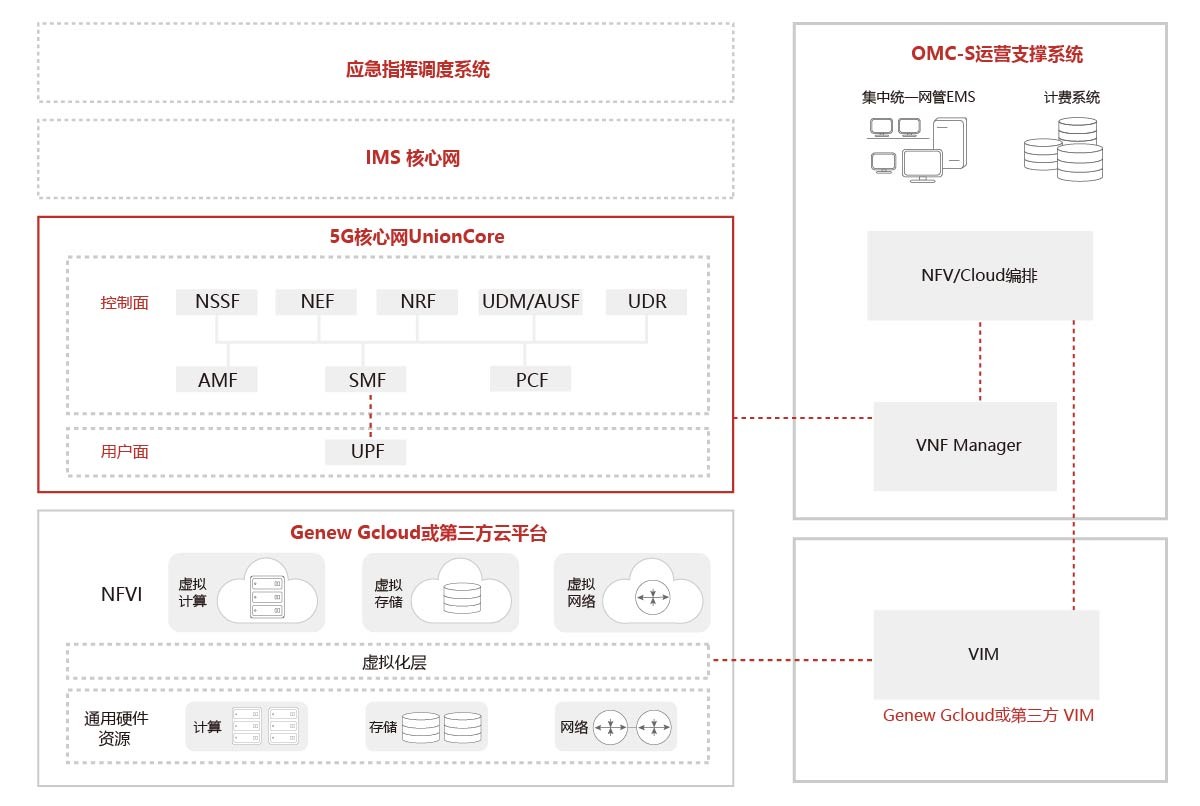 应急指挥调度系统
IMS 核心网
5G核心网UnionCore
控制面
NSSF
NEF
NRF
UDM/AUSF
UDR
AMF
SMF
PCF
用户面
UPF
Genew Gcloud或第三方云平台
NFVI
虚拟
计算
虚拟
存储
虚拟
网络
虚拟化层
通用硬件
资源
计算
存储
网络
OMC-S运营支撑系统
集中统一网管EMS
计费系统
NFV/Cloud编排
VNF Manager
VIM
Genew Gcloud或第三方 VIM